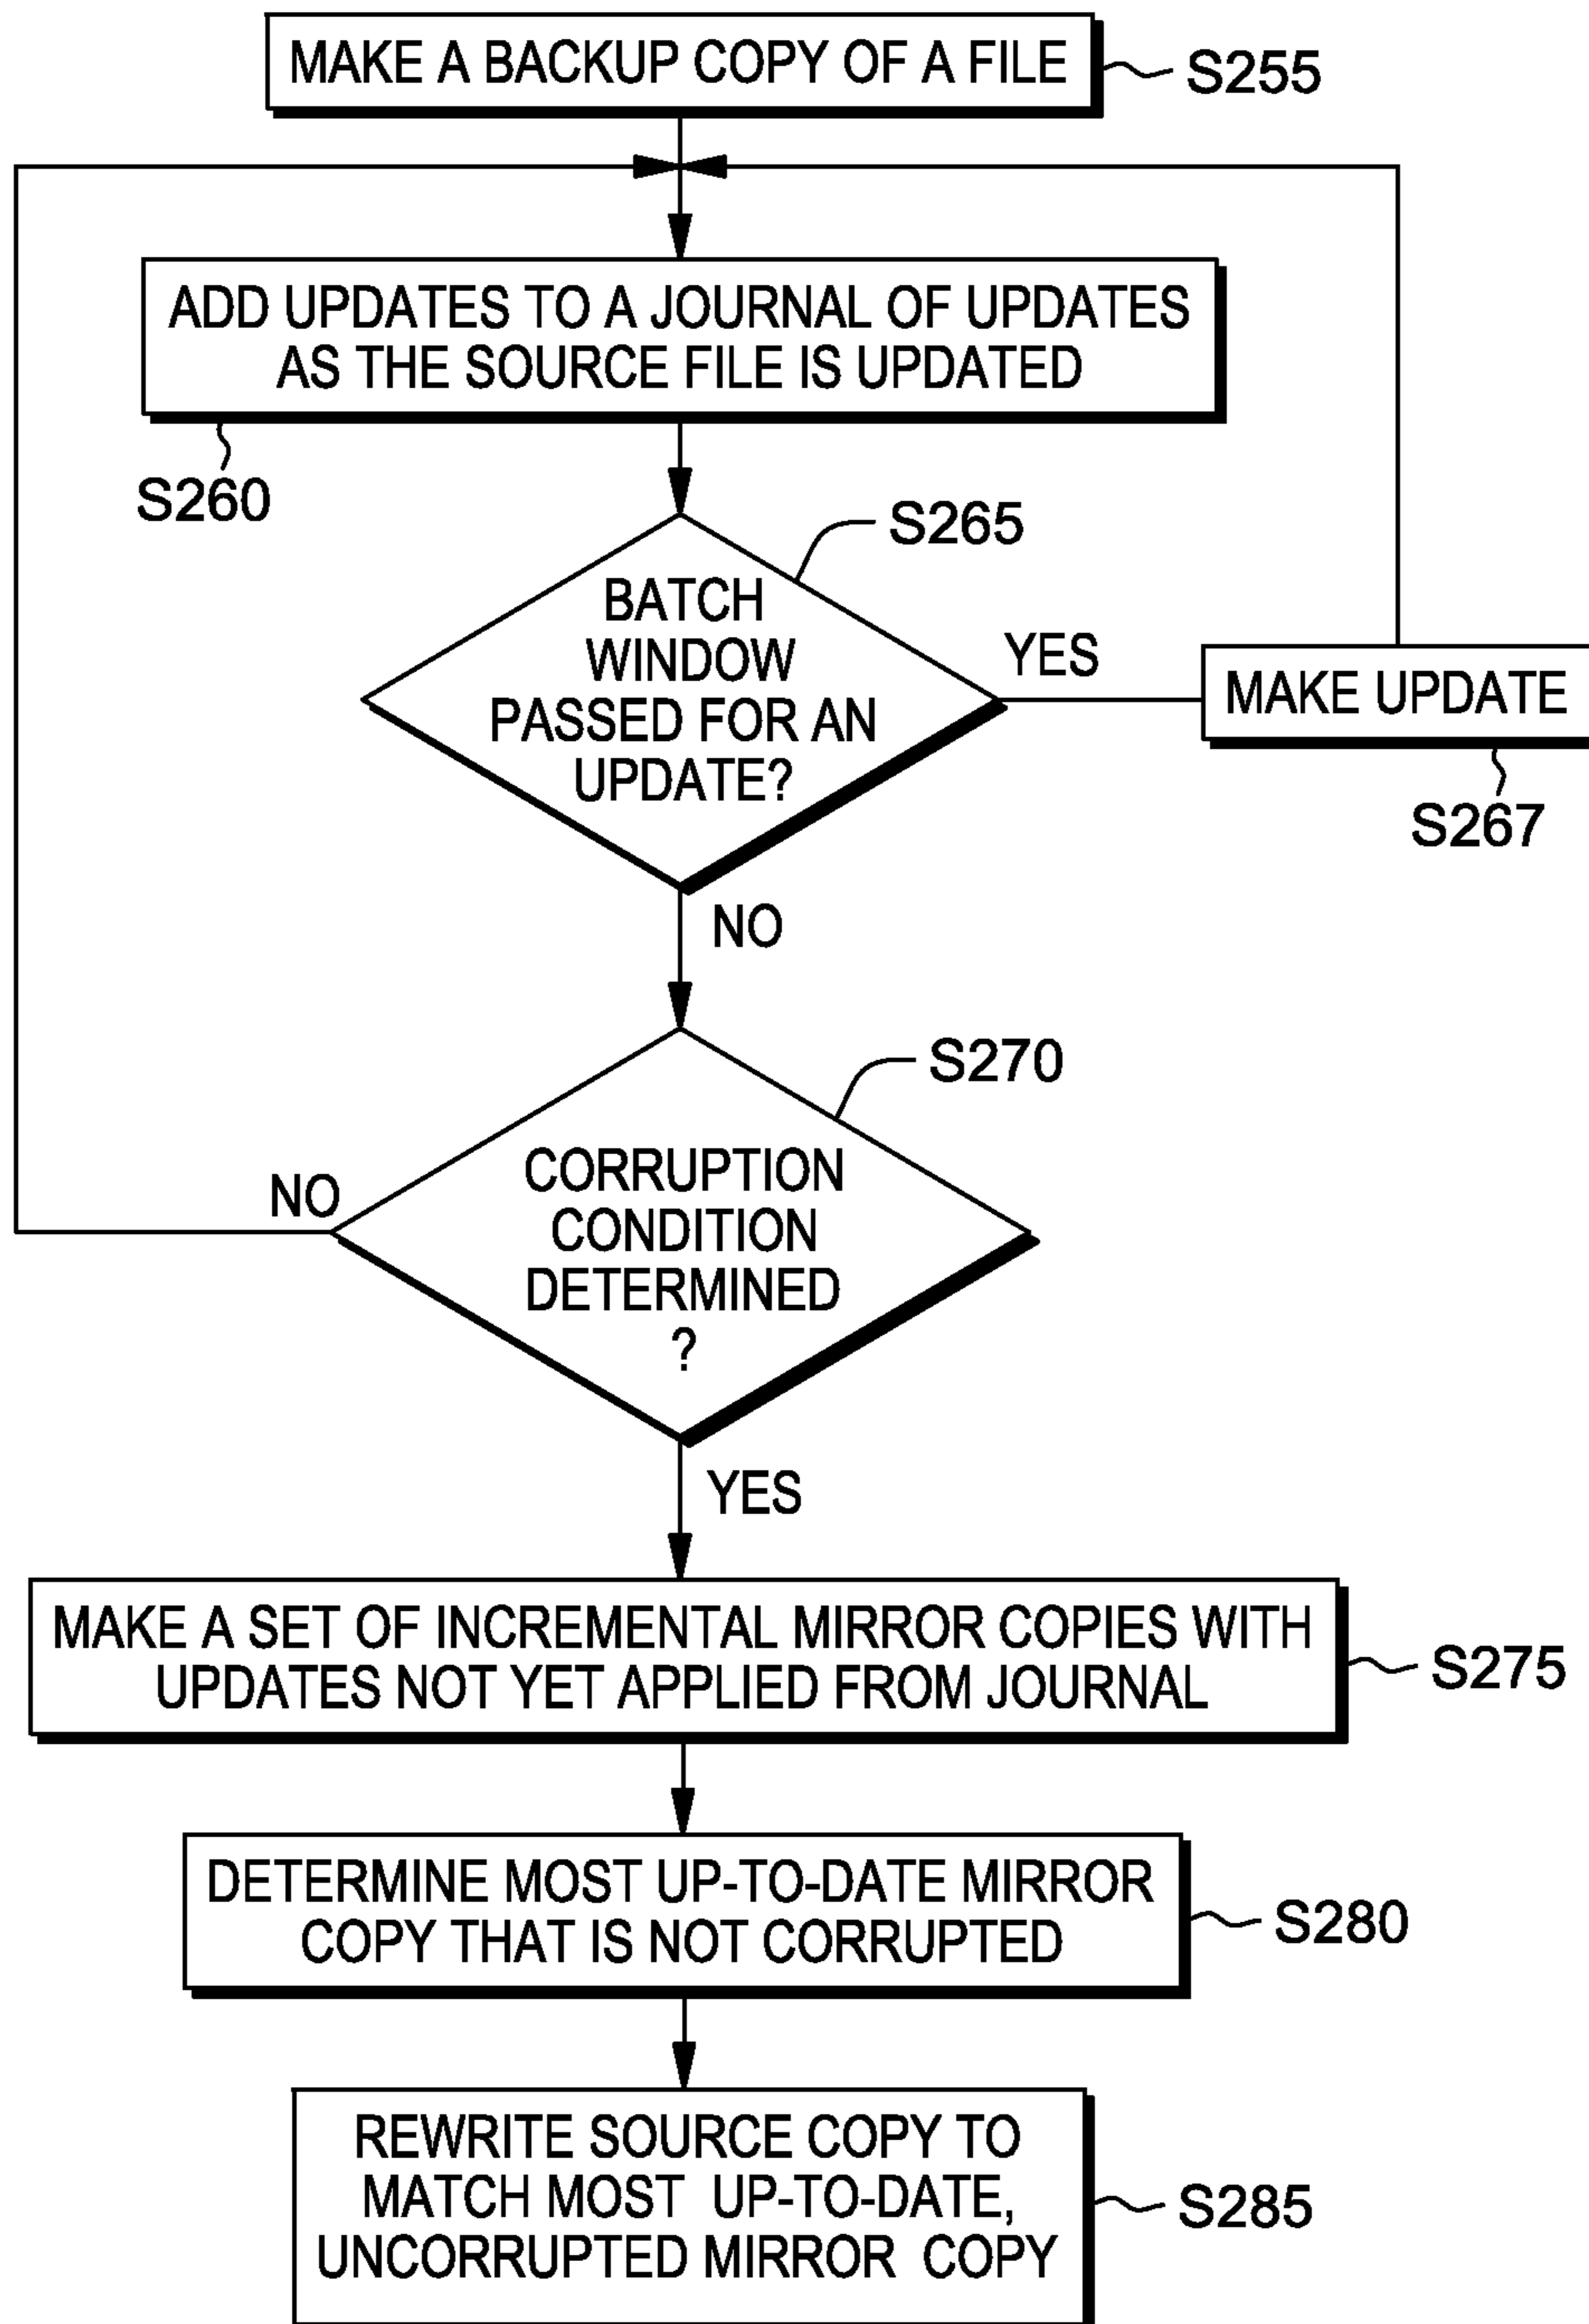 MAKE A BACKUP COPY OF A FILE
S255
ADD UPDATES TO A JOURNAL OF UPDATES
AS THE SOURCE FILE IS UPDATED
S260
S265
BATCH
WINDOW
PASSED FOR AN
UPDATE?
YES
MAKE UPDATE
S267
NO
S270
CORRUPTION
CONDITION
DETERMINED
?
NO
YES
MAKE A SET OF INCREMENTAL MIRROR COPIES WITH
UPDATES NOT YET APPLIED FROM JOURNAL
S275
DETERMINE MOST UP-TO-DATE MIRROR
COPY THAT IS NOT CORRUPTED
S280
REWRITE SOURCE COPY TO
MATCH MOST UP-TO-DATE,
UNCORRUPTED MIRROR COPY
S285